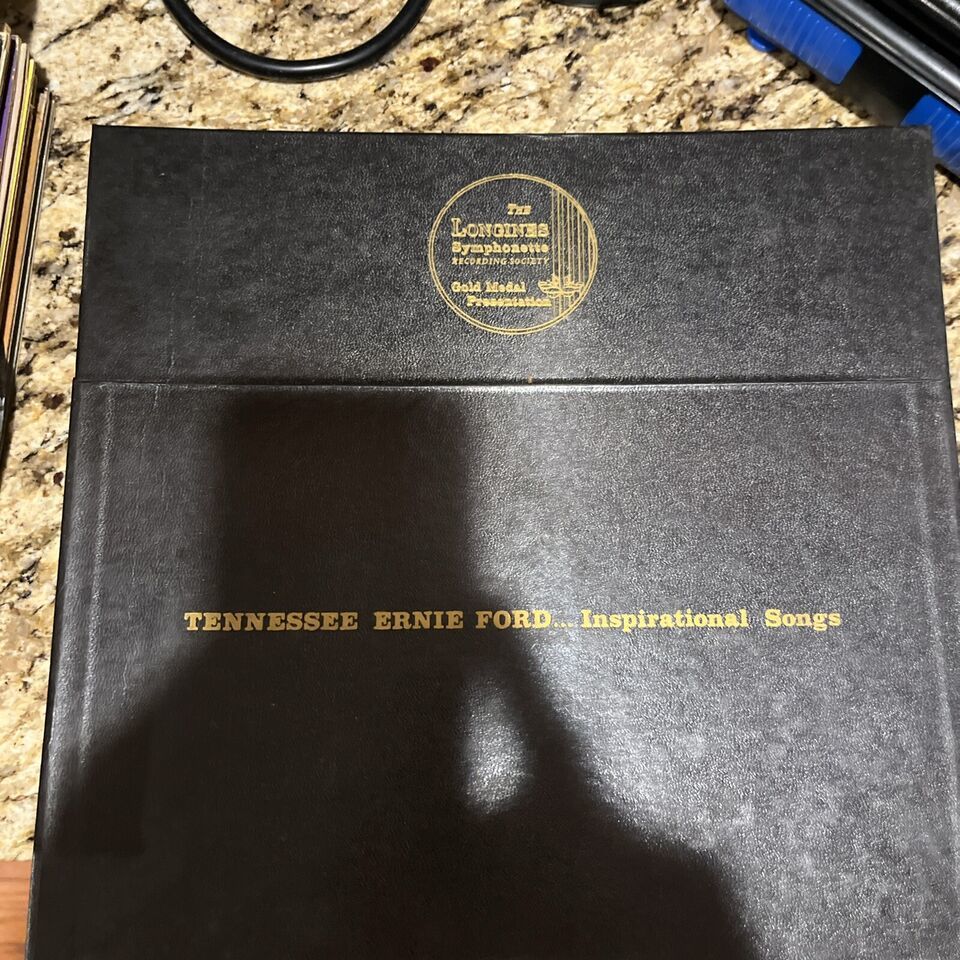 THE
LONGINES
Symphonette
RECORDING SOCIETY
Gold Medal
Presentation
TENNESSEE ERNIE FORD... Inspirational Songs